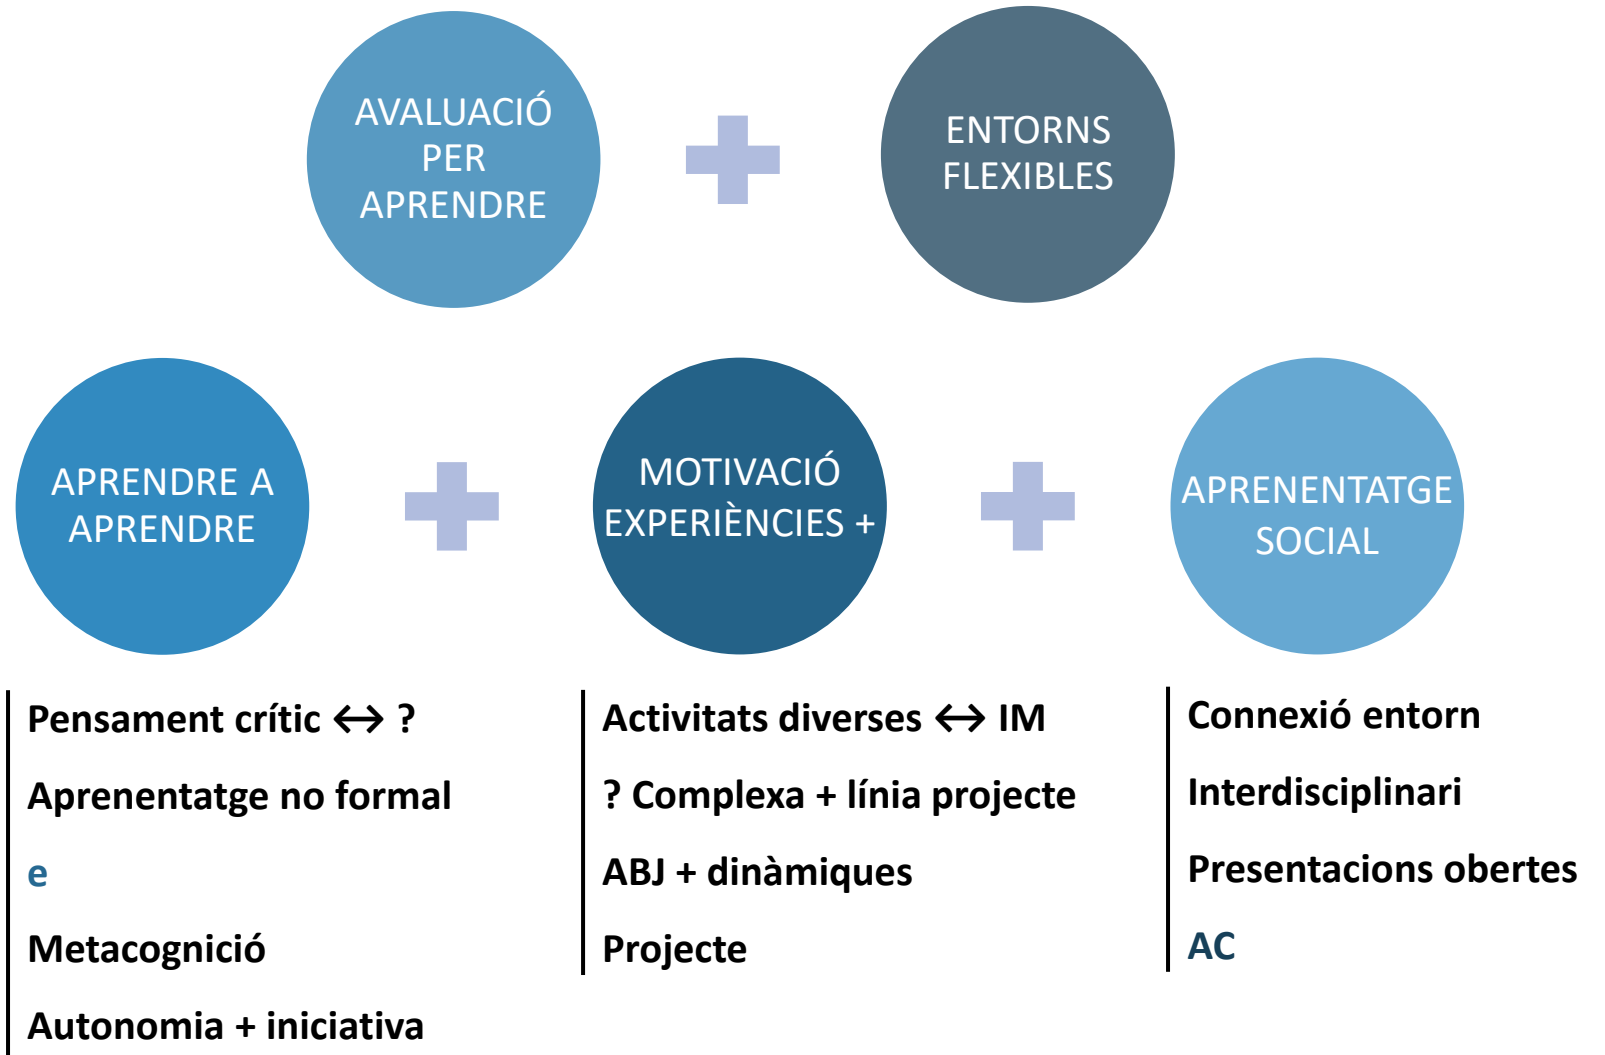 AVALUACIÓ
PER
APRENDRE
ENTORNS
FLEXIBLES
APRENDRE A
APRENDRE
MOTIVACIÓ
EXPERIÈNCIES +
APRENENTATGE
SOCIAL
Pensament crític ↔ ?
Aprenentatge no formal
e
Metacognició
Autonomia + iniciativa
Activitats diverses ↔ IM
? Complexa + línia projecte
ABJ + dinàmiques
Projecte
Connexió entorn
Interdisciplinari
Presentacions obertes
AC